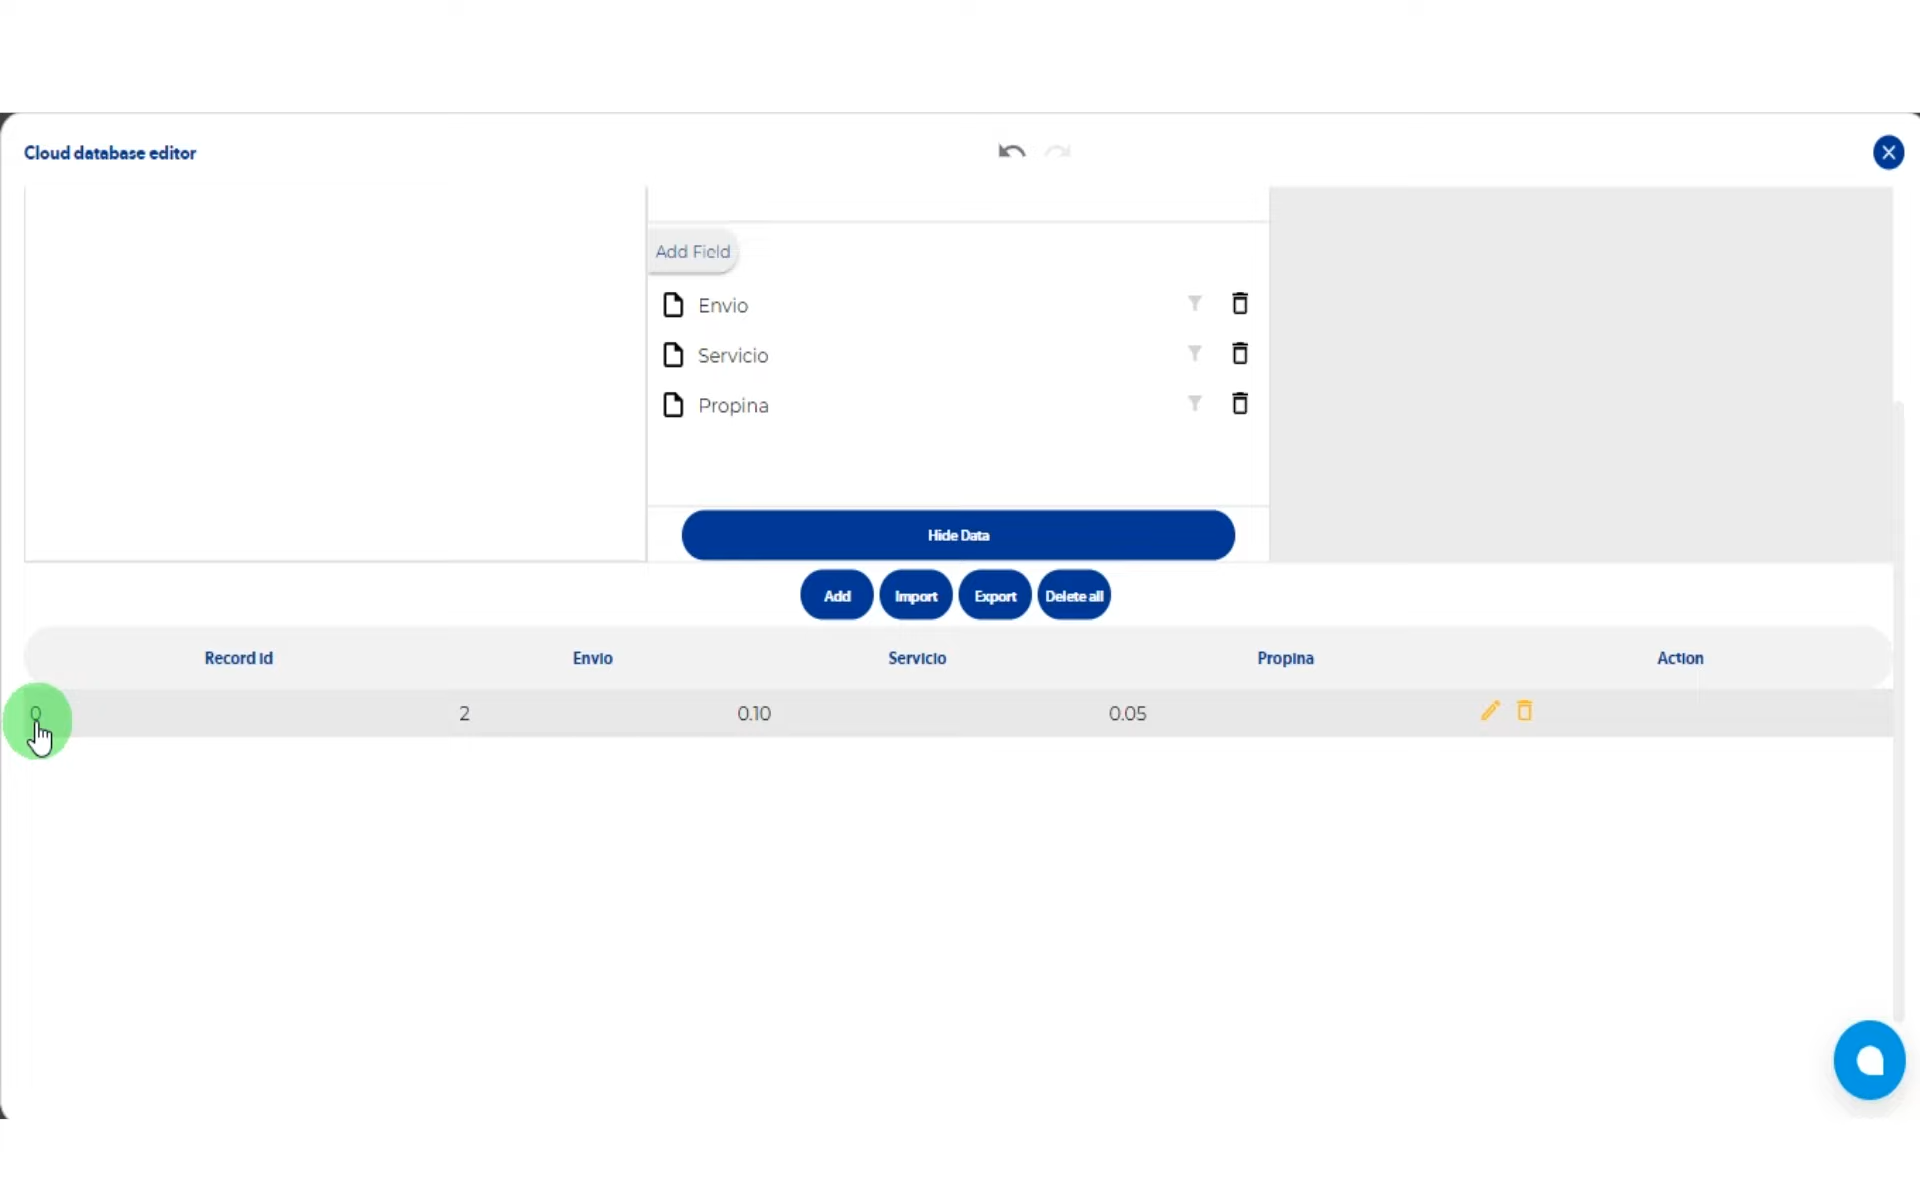 Cloud database editor
Add Field
Envio
Servicio
Propina
Hide Data
Add Import Export Delete all
Record id Envio Servicio Propina Action
0 2 0.10 0.05